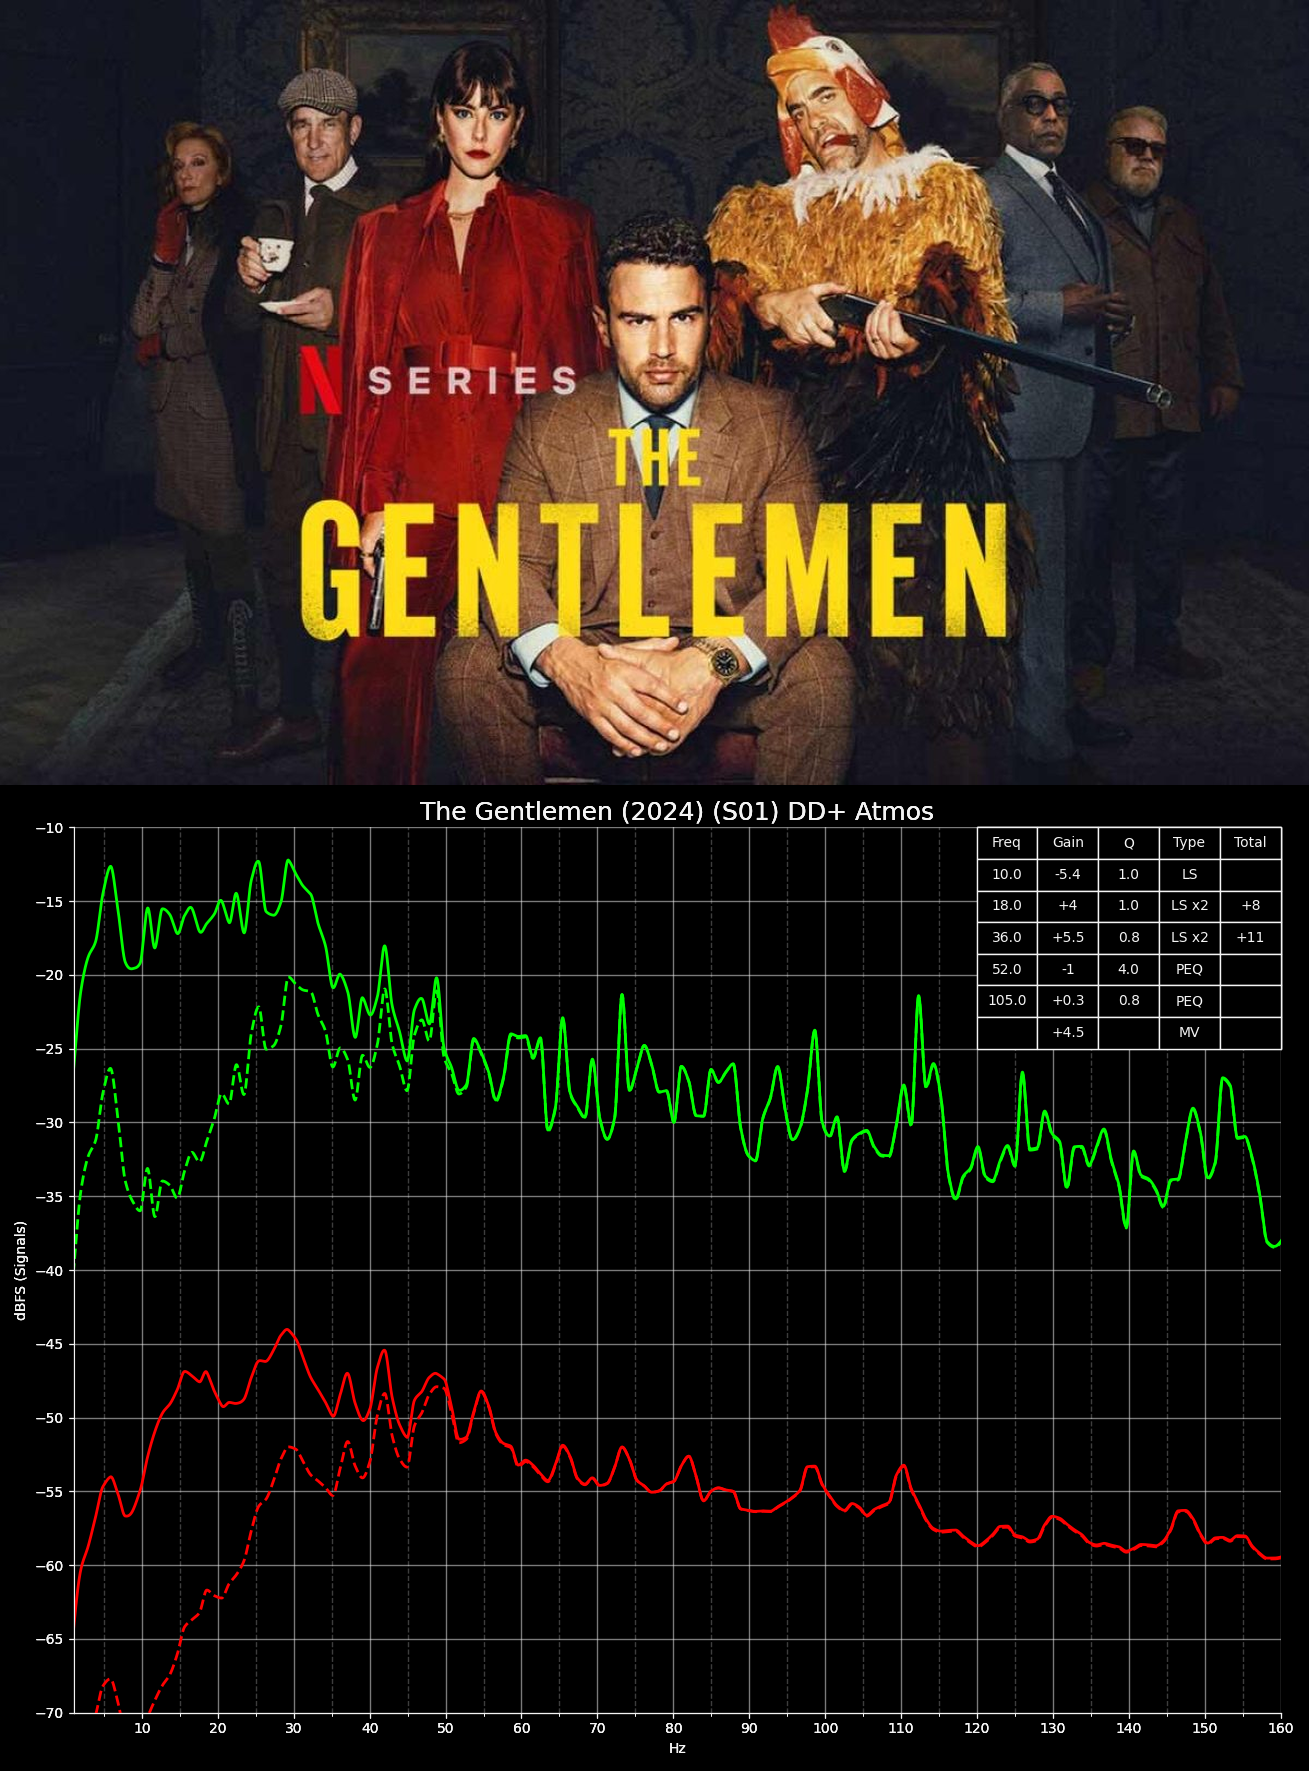 N SERIES
THE
GENTLEMEN
The Gentlemen (2024) (S01) DD+ Atmos
Freq Gain Q Type Total
10.0 -5.4 1.0 LS
18.0 +4 1.0 LS x2 +8
36.0 +5.5 0.8 LS x2 +11
52.0 -1 4.0 PEQ
105.0 +0.3 0.8 PEQ
+4.5 MV
−10
−15
−20
−25
−30
−35
−40
−45
−50
−55
−60
−65
−70
dBFS (Signals)
10 20 30 40 50 60 70 80 90 100 110 120 130 140 150 160
Hz